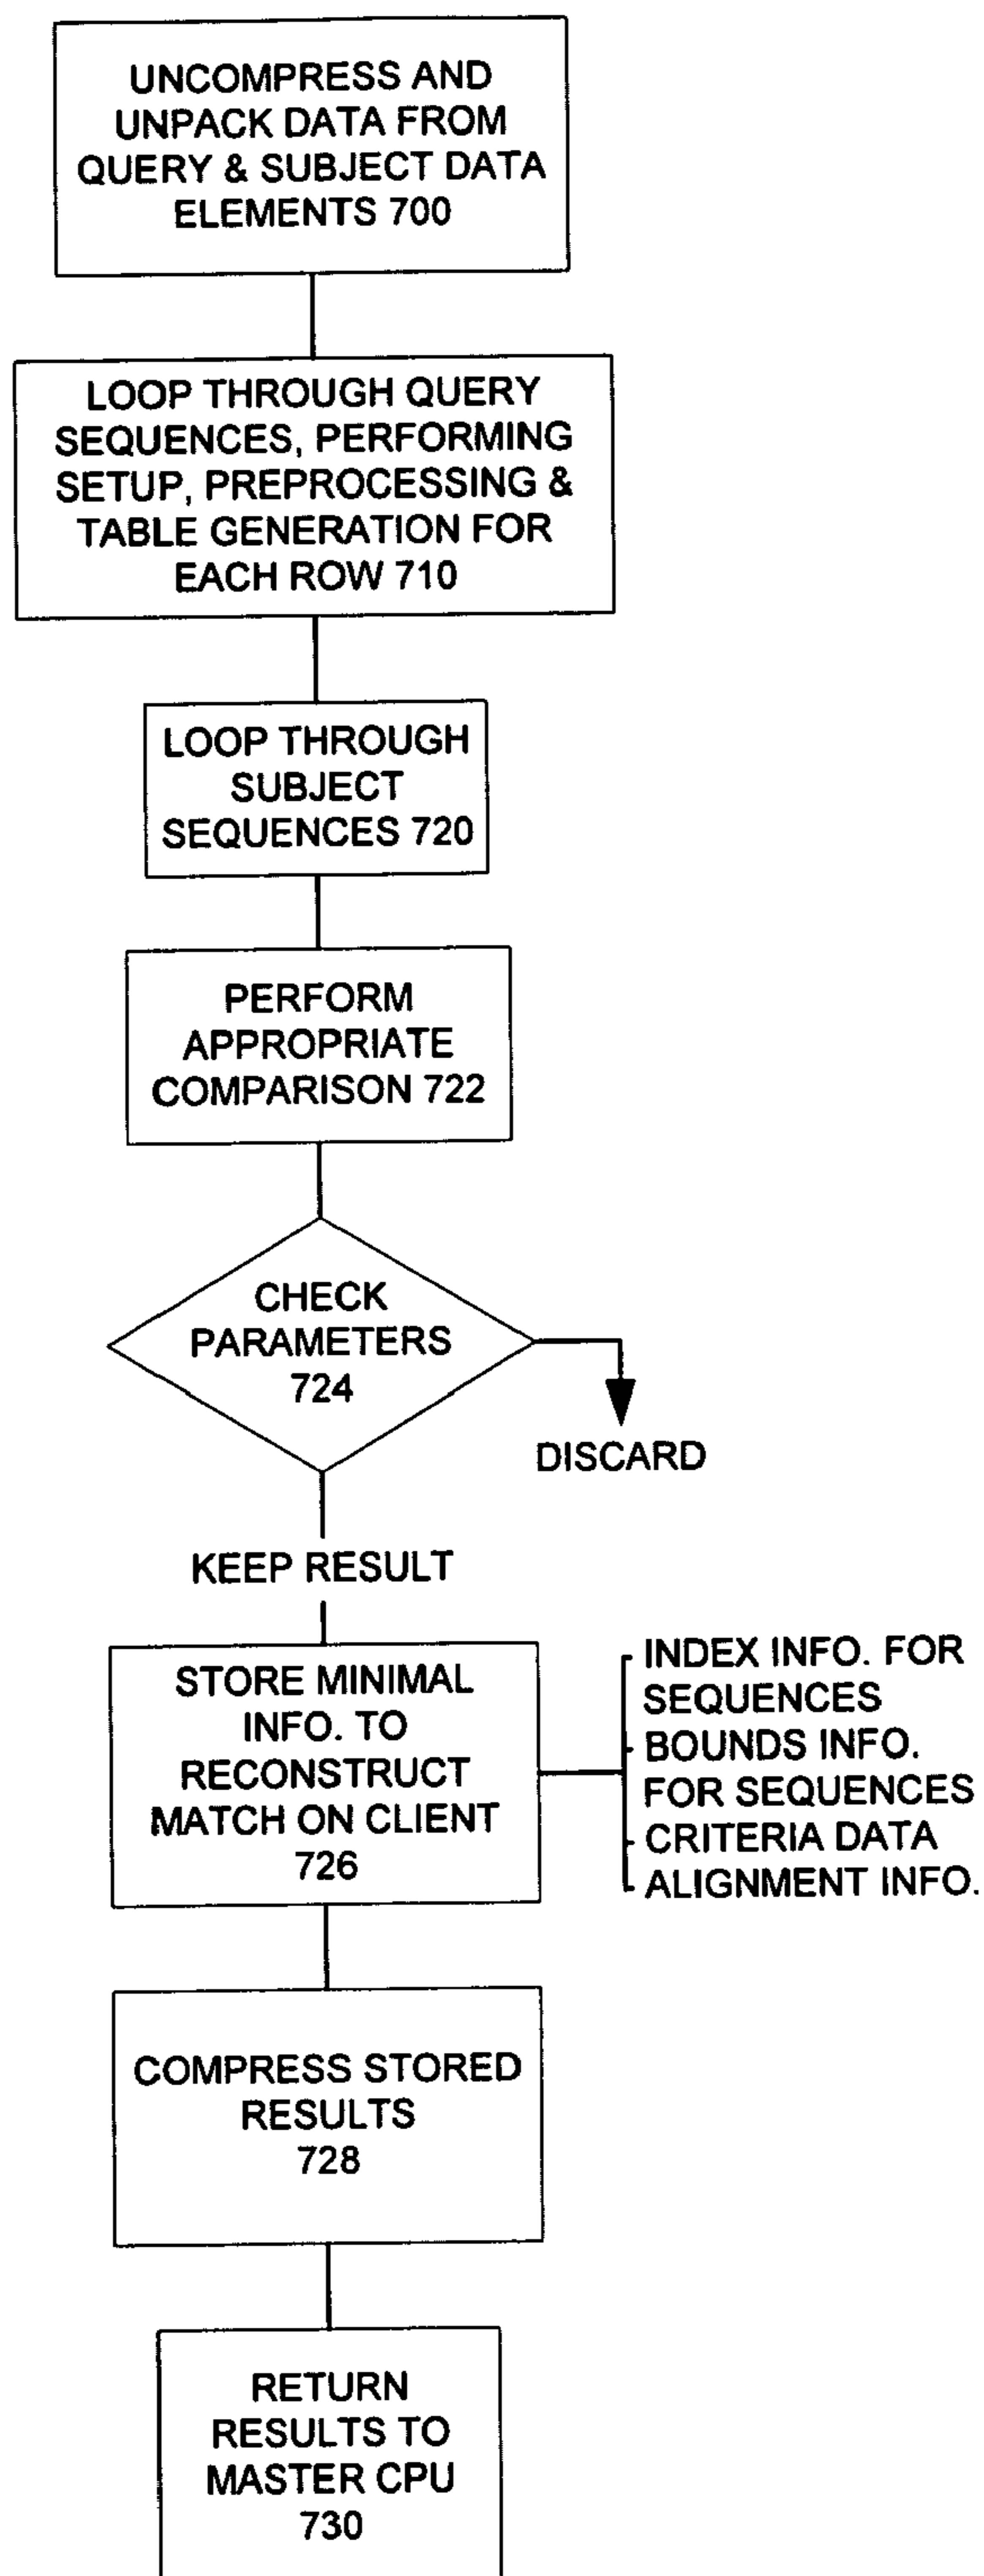 UNCOMPRESS AND
UNPACK DATA FROM
QUERY & SUBJECT DATA
ELEMENTS 700
LOOP THROUGH QUERY
SEQUENCES, PERFORMING
SETUP, PREPROCESSING &
TABLE GENERATION FOR
EACH ROW 710
LOOP THROUGH
SUBJECT
SEQUENCES 720
PERFORM
APPROPRIATE
COMPARISON 722
CHECK
PARAMETERS
724
DISCARD
KEEP RESULT
STORE MINIMAL
INFO. TO
RECONSTRUCT
MATCH ON CLIENT
726
INDEX INFO. FOR
SEQUENCES
BOUNDS INFO.
FOR SEQUENCES
CRITERIA DATA
ALIGNMENT INFO.
COMPRESS STORED
RESULTS
728
RETURN
RESULTS TO
MASTER CPU
730